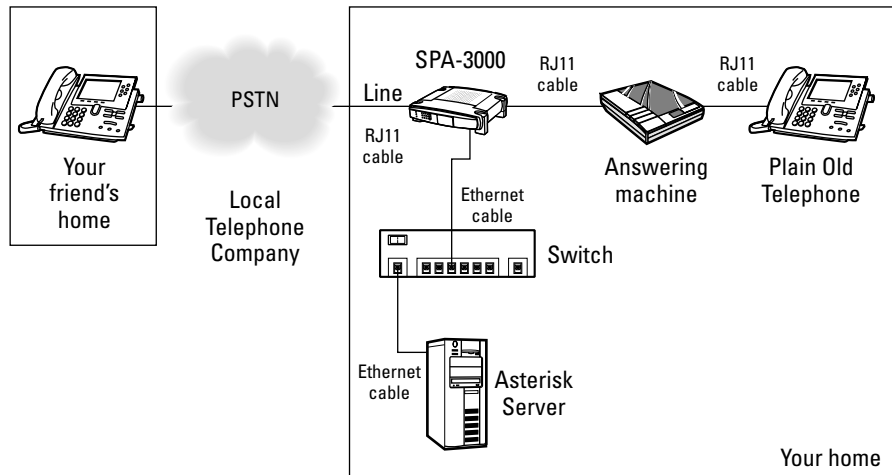 SPA-3000
RJ11
cable
RJ11
cable
PSTN
Line
RJ11
cable
Your
friend's
home
Answering
machine
Plain Old
Telephone
Local
Telephone
Company
Ethernet
cable
Switch
Ethernet
cable
Asterisk
Server
Your home